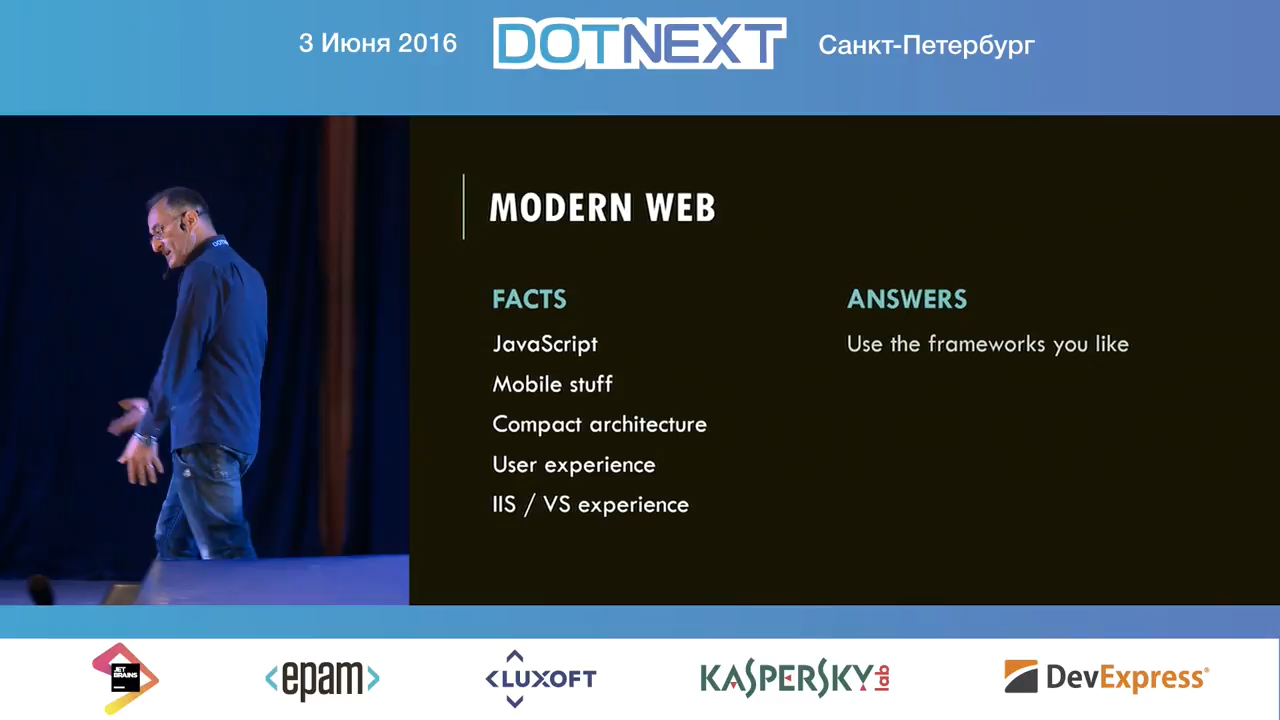 3 Июня 2016
DOTNEXT
Санкт-Петербург
MODERN WEB
FACTS
JavaScript
Mobile stuff
Compact architecture
User experience
IIS / VS experience
ANSWERS
Use the frameworks you like
DOTNEX
JET
BRAINS
<epam>
LUXOFT
KASPERSKY lab
DevExpress®